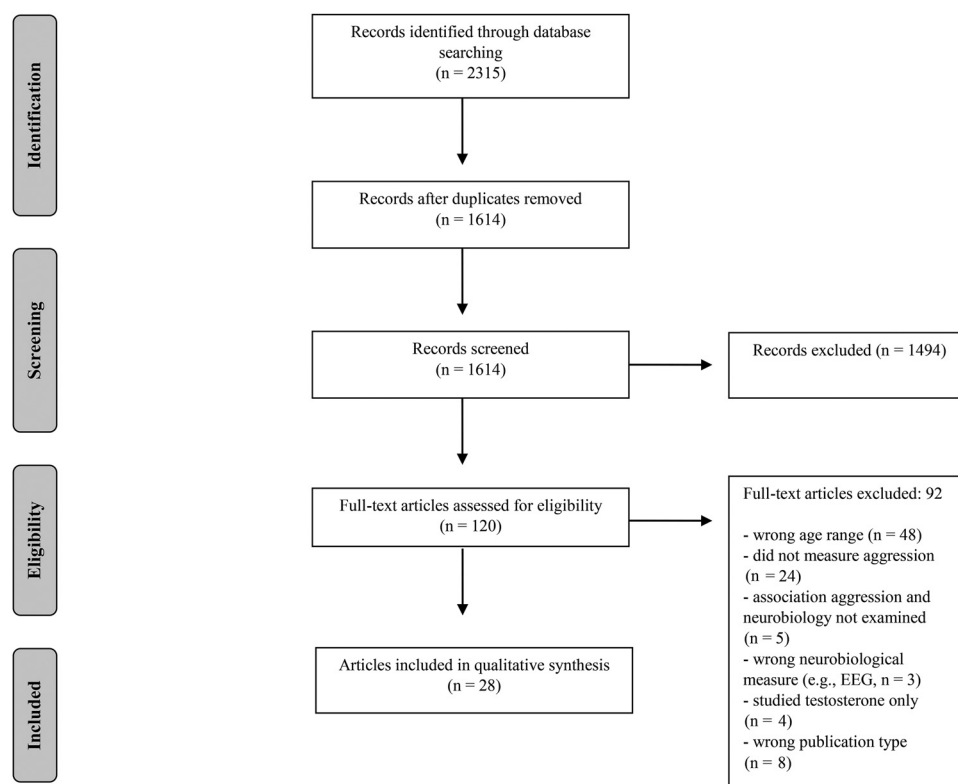 Identification
Records identified through database
searching
(n = 2315)
Records after duplicates removed
(n = 1614)
Screening
Records screened
(n = 1614)
Records excluded (n = 1494)
Eligibility
Full-text articles assessed for eligibility
(n = 120)
Full-text articles excluded: 92
- wrong age range (n = 48)
- did not measure aggression
(n = 24)
- association aggression and
neurobiology not examined
(n = 5)
- wrong neurobiological
measure (e.g., EEG, n = 3)
- studied testosterone only
(n = 4)
- wrong publication type
(n = 8)
Included
Articles included in qualitative synthesis
(n = 28)